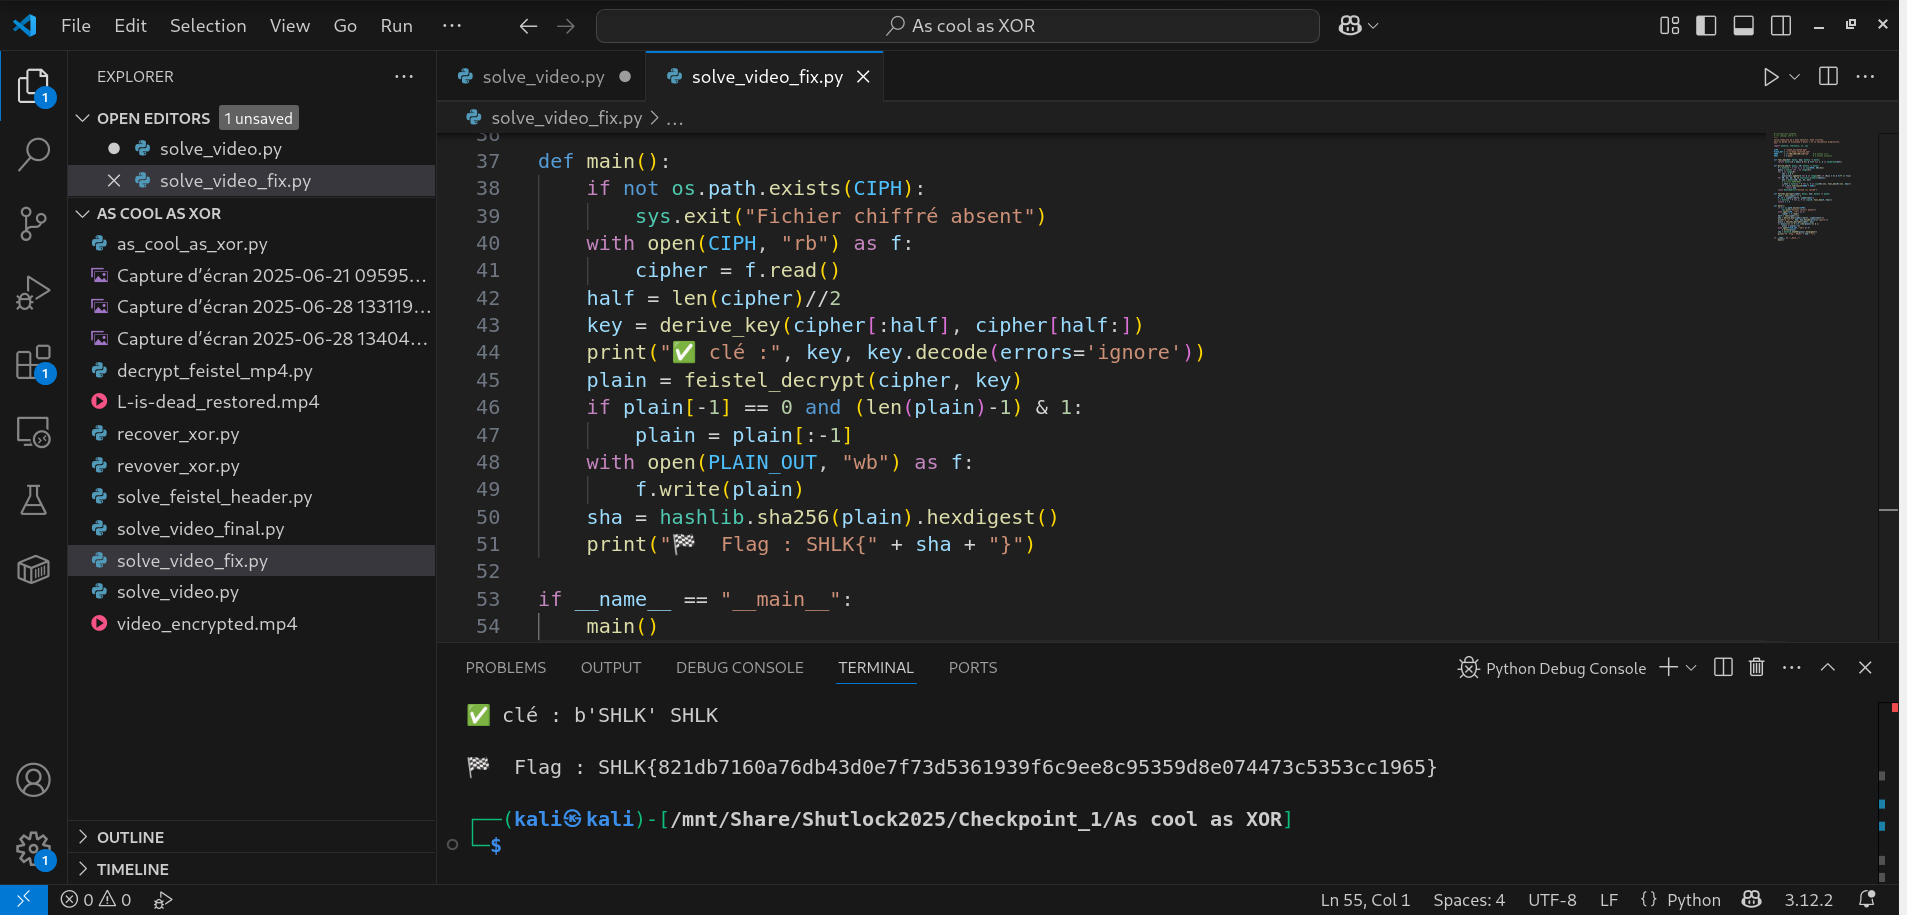 File Edit Selection View Go Run ··· As cool as XOR
EXPLORER ···
OPEN EDITORS 1 unsaved
solve_video.py
solve_video_fix.py
AS COOL AS XOR
as_cool_as_xor.py
Capture d’écran 2025-06-21 09595...
Capture d’écran 2025-06-28 133119...
Capture d’écran 2025-06-28 13404...
decrypt_feistel_mp4.py
L-is-dead_restored.mp4
recover_xor.py
revover_xor.py
solve_feistel_header.py
solve_video_final.py
solve_video_fix.py
solve_video.py
video_encrypted.mp4
OUTLINE
TIMELINE
1
1
1
solve_video.py solve_video_fix.py
solve_video_fix.py > ...
36
37 def main():
38     if not os.path.exists(CIPH):
39         sys.exit("Fichier chiffré absent")
40     with open(CIPH, "rb") as f:
41         cipher = f.read()
42     half = len(cipher)//2
43     key = derive_key(cipher[:half], cipher[half:])
44     print("✅ clé :", key, key.decode(errors='ignore'))
45     plain = feistel_decrypt(cipher, key)
46     if plain[-1] == 0 and (len(plain)-1) & 1:
47         plain = plain[:-1]
48     with open(PLAIN_OUT, "wb") as f:
49         f.write(plain)
50     sha = hashlib.sha256(plain).hexdigest()
51     print("🏁  Flag : SHLK{" + sha + "}")
52
53 if __name__ == "__main__":
54     main()
PROBLEMS OUTPUT DEBUG CONSOLE TERMINAL PORTS Python Debug Console
✅ clé : b'SHLK' SHLK
🏁  Flag : SHLK{821db7160a76db43d0e7f73d5361939f6c9ee8c95359d8e074473c5353cc1965}
┌──(kali㉿kali)-[/mnt/Share/Shutlock2025/Checkpoint_1/As cool as XOR]
└─$
0 0 Ln 55, Col 1 Spaces: 4 UTF-8 LF {} Python 3.12.2